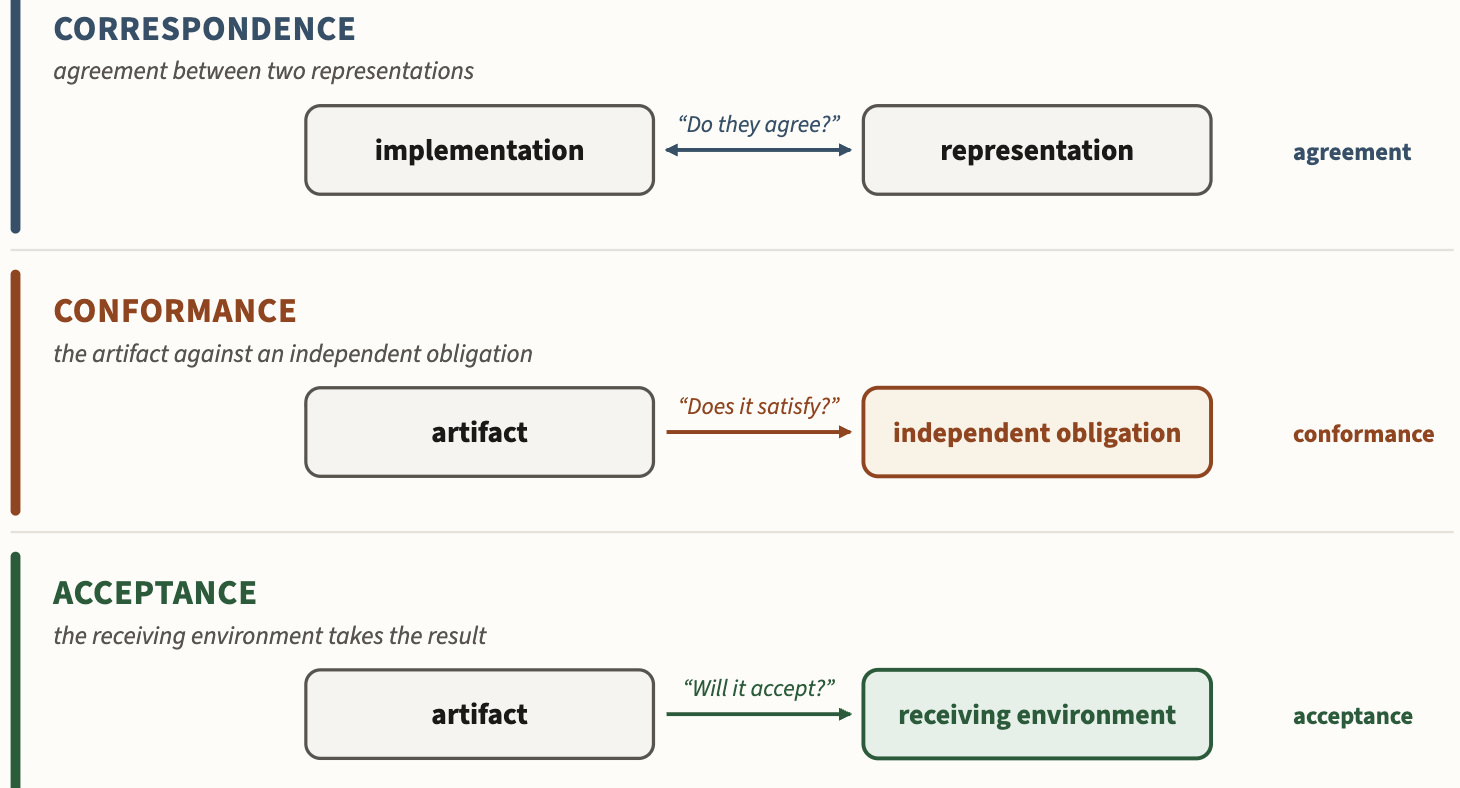 CORRESPONDENCE
agreement between two representations
implementation
“Do they agree?”
representation
agreement
CONFORMANCE
the artifact against an independent obligation
artifact
“Does it satisfy?”
independent obligation
conformance
ACCEPTANCE
the receiving environment takes the result
artifact
“Will it accept?”
receiving environment
acceptance